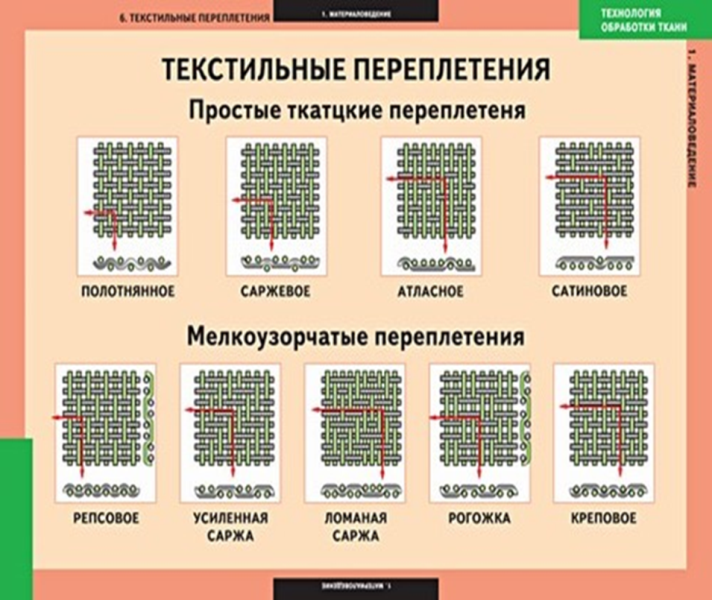 6. ТЕКСТИЛЬНЫЕ ПЕРЕПЛЕТЕНИЯ
1. МАТЕРИАЛОВЕДЕНИЕ
ТЕХНОЛОГИЯ
ОБРАБОТКИ ТКАНИ
1. МАТЕРИАЛОВЕДЕНИЕ
ТЕКСТИЛЬНЫЕ ПЕРЕПЛЕТЕНИЯ
Простые ткатцкие переплетеня
ПОЛОТНЯННОЕ
САРЖЕВОЕ
АТЛАСНОЕ
САТИНОВОЕ
Мелкоузорчатые переплетения
РЕПСОВОЕ
УСИЛЕННАЯ
САРЖА
ЛОМАНАЯ
САРЖА
РОГОЖКА
КРЕПОВОЕ
1. МАТЕРИАЛОВЕДЕНИЕ